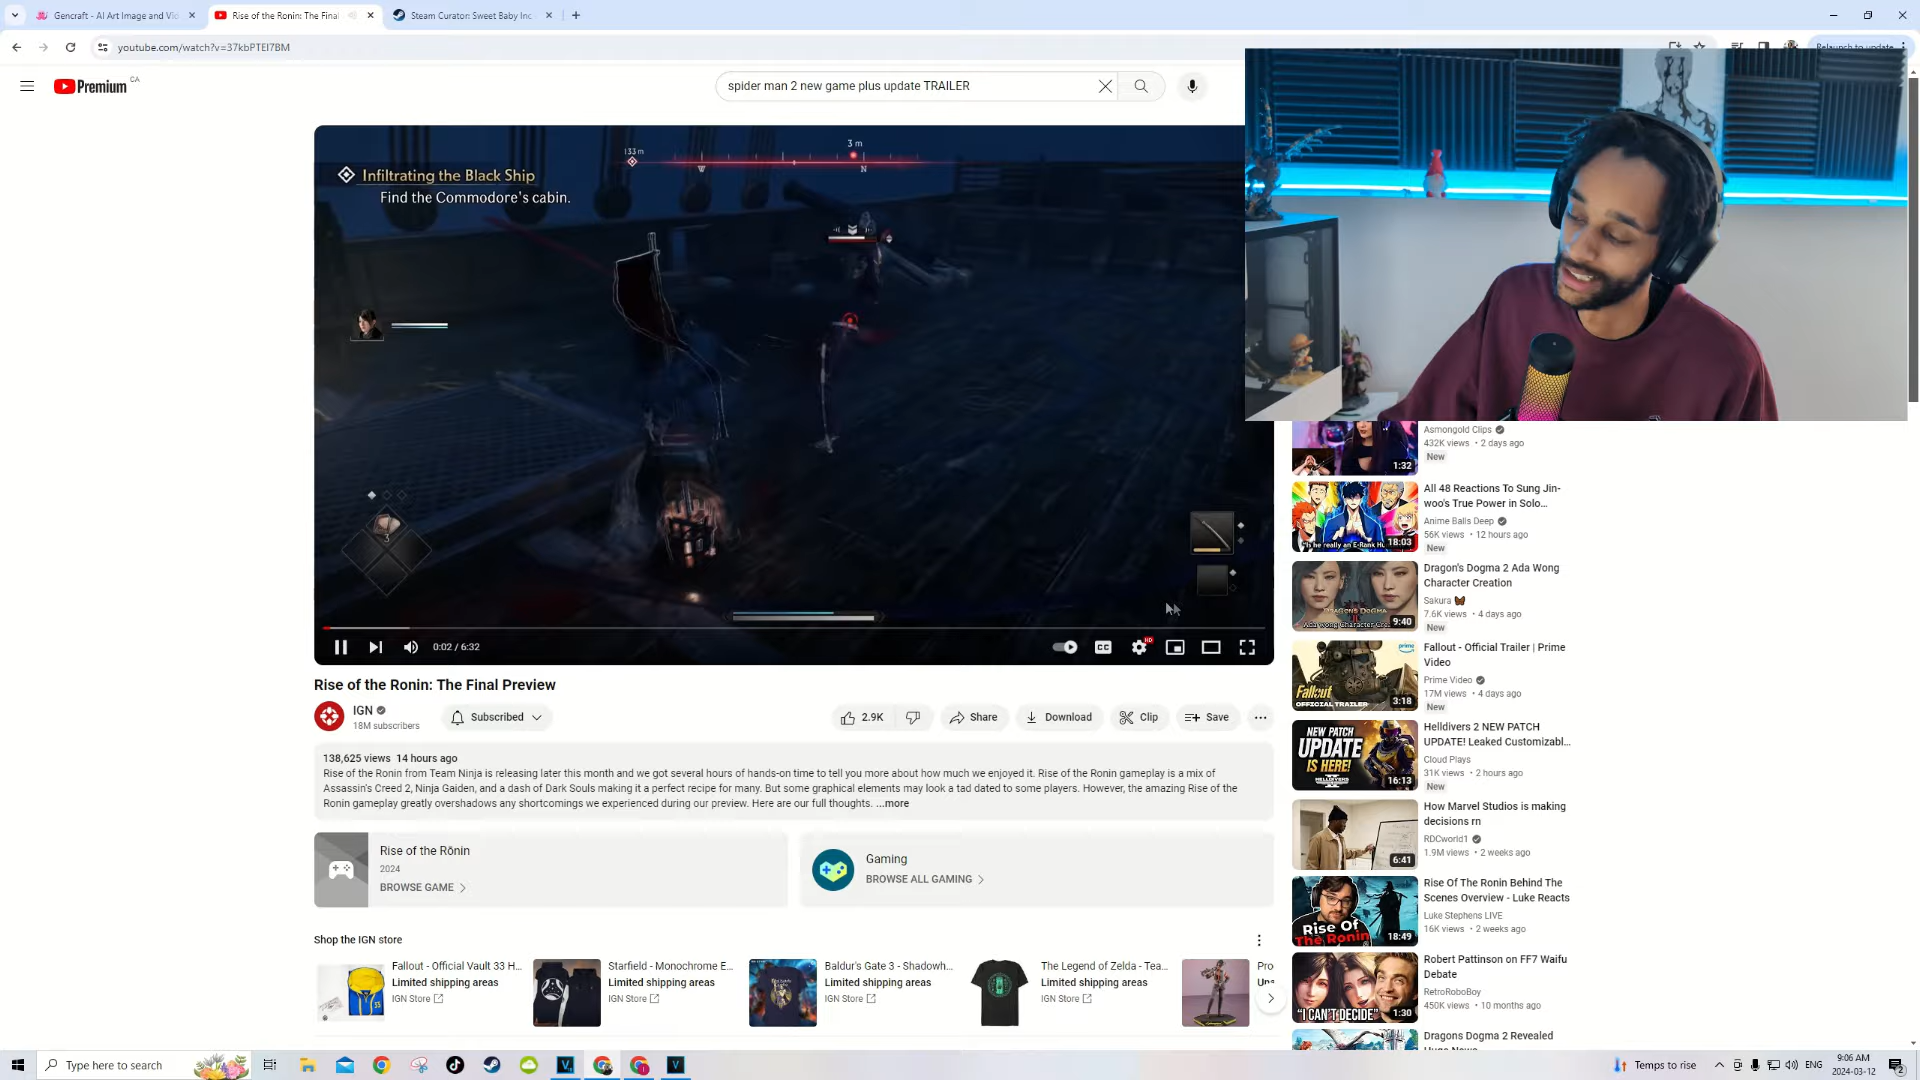 Gencraft - AI Art Image and Vid
Rise of the Ronin: The Final
Steam Curator: Sweet Baby Inc
youtube.com/watch?v=37kbPTEI7BM
Relaunch to update
Premium CA
spider man 2 new game plus update TRAILER
133 m
3 m
W
N
Infiltrating the Black Ship
Find the Commodore's cabin.
3
0:02 / 6:32
CC
HD
Rise of the Ronin: The Final Preview
IGN
18M subscribers
Subscribed
2.9K
Share
Download
Clip
Save
138,625 views 14 hours ago
Rise of the Ronin from Team Ninja is releasing later this month and we got several hours of hands-on time to tell you more about how much we enjoyed it. Rise of the Ronin gameplay is a mix of
Assassin's Creed 2, Ninja Gaiden, and a dash of Dark Souls making it a perfect recipe for many. But some graphical elements may look a tad dated to some players. However, the amazing Rise of the
Ronin gameplay greatly overshadows any shortcomings we experienced during our preview. Here are our full thoughts. ...more
Rise of the Rōnin
2024
BROWSE GAME
Gaming
BROWSE ALL GAMING
Shop the IGN store
Fallout - Official Vault 33 H...
Limited shipping areas
IGN Store
Starfield - Monochrome E...
Limited shipping areas
IGN Store
Baldur's Gate 3 - Shadowh...
Limited shipping areas
IGN Store
The Legend of Zelda - Tea...
Limited shipping areas
IGN Store
Pro
Asmongold Clips
432K views • 2 days ago
New
1:32
All 48 Reactions To Sung Jin-
woo's True Power in Solo...
Anime Balls Deep
56K views • 12 hours ago
New
18:03
Dragon's Dogma 2 Ada Wong
Character Creation
Sakura
7.6K views • 4 days ago
New
DRAGONS DOGMA
9:40
Fallout - Official Trailer | Prime
Video
Prime Video
17M views • 4 days ago
New
prime
Fallout
OFFICIAL TRAILER
3:18
Helldivers 2 NEW PATCH
UPDATE! Leaked Customizabl...
Cloud Plays
31K views • 2 hours ago
New
NEW PATCH
UPDATE
IS HERE!
16:13
How Marvel Studios is making
decisions rn
RDCworld1
1.9M views • 2 weeks ago
6:41
Rise Of The Ronin Behind The
Scenes Overview - Luke Reacts
Luke Stephens LIVE
16K views • 2 weeks ago
Rise Of
The Ronin
18:49
Robert Pattinson on FF7 Waifu
Debate
RetroRoboBoy
450K views • 10 months ago
"I CAN'T DECIDE"
1:30
Dragons Dogma 2 Revealed
Type here to search
Temps to rise
ENG
9:06 AM
2024-03-12
2